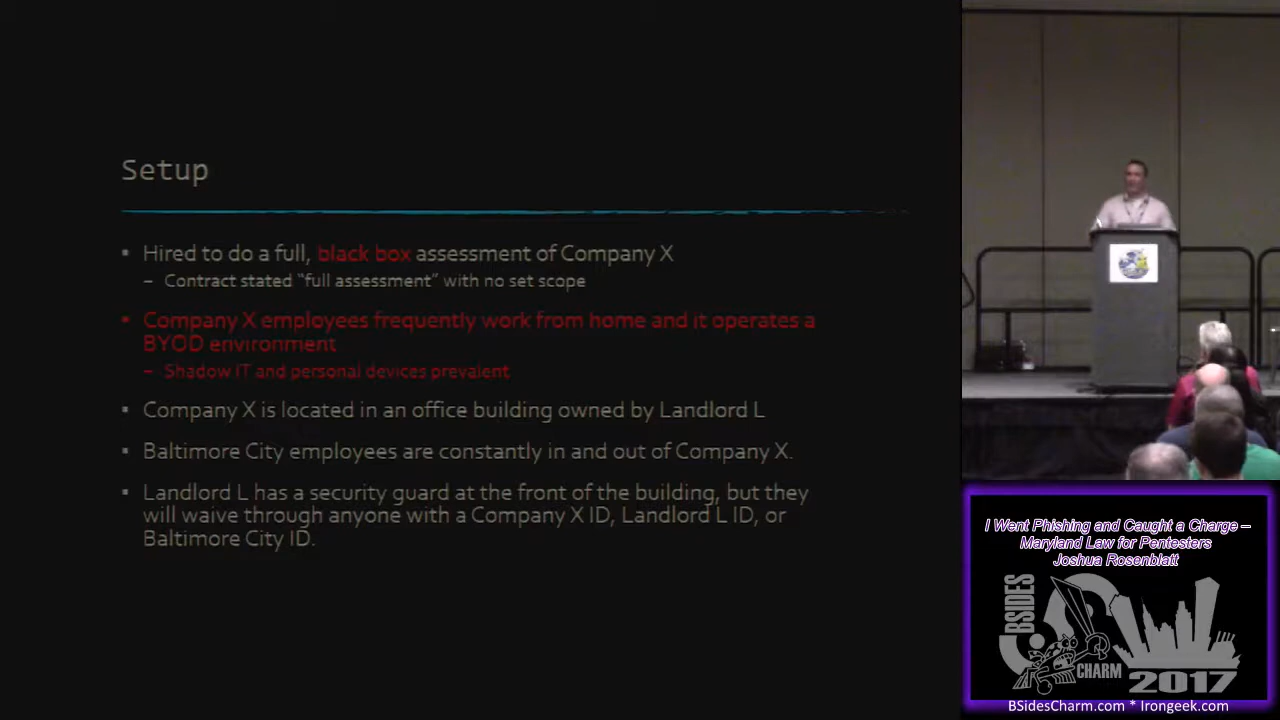 Setup
• Hired to do a full, black box assessment of Company X
– Contract stated “full assessment” with no set scope
• Company X employees frequently work from home and it operates a
BYOD environment
– Shadow IT and personal devices prevalent
• Company X is located in an office building owned by Landlord L
• Baltimore City employees are constantly in and out of Company X.
• Landlord L has a security guard at the front of the building, but they
will waive through anyone with a Company X ID, Landlord L ID, or
Baltimore City ID.
I Went Phishing and Caught a Charge –
Maryland Law for Pentesters
Joshua Rosenblatt
BSIDES
CHARM
2017
BSidesCharm.com * Irongeek.com